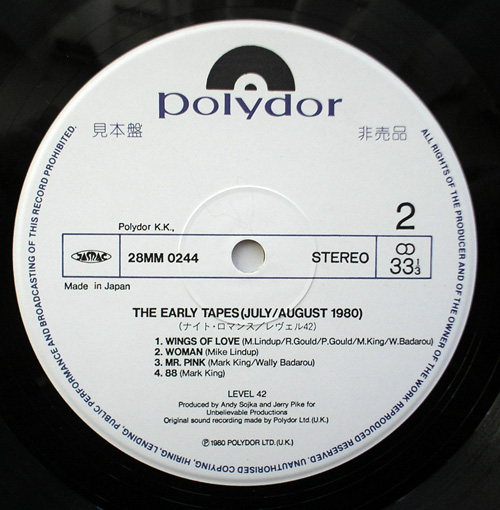 polydor
見本盤
非売品
Polydor K.K.,
2
JASRAC
28MM 0244
STEREO
33 1/3
Made in Japan
THE EARLY TAPES(JULY/AUGUST 1980)
(ナイト・ロマンス/レヴェル42)
1. WINGS OF LOVE (M.Lindup/R.Gould/P.Gould/M.King/W.Badarou)
2. WOMAN (Mike Lindup)
3. MR. PINK (Mark King/Wally Badarou)
4. 88 (Mark King)
LEVEL 42
Produced by Andy Sojka and Jerry Pike for
Unbelievable Productions
Original sound recording made by Polydor Ltd.(U.K.)
Ⓟ1980 POLYDOR LTD.(U.K.)
ALL RIGHTS OF THE PRODUCER AND OF THE OWNER OF THE WORK REPRODUCED RESERVED. UNAUTHORISED COPYING, HIRING, LENDING, PUBLIC PERFORMANCE AND BROADCASTING OF THIS RECORD PROHIBITED.